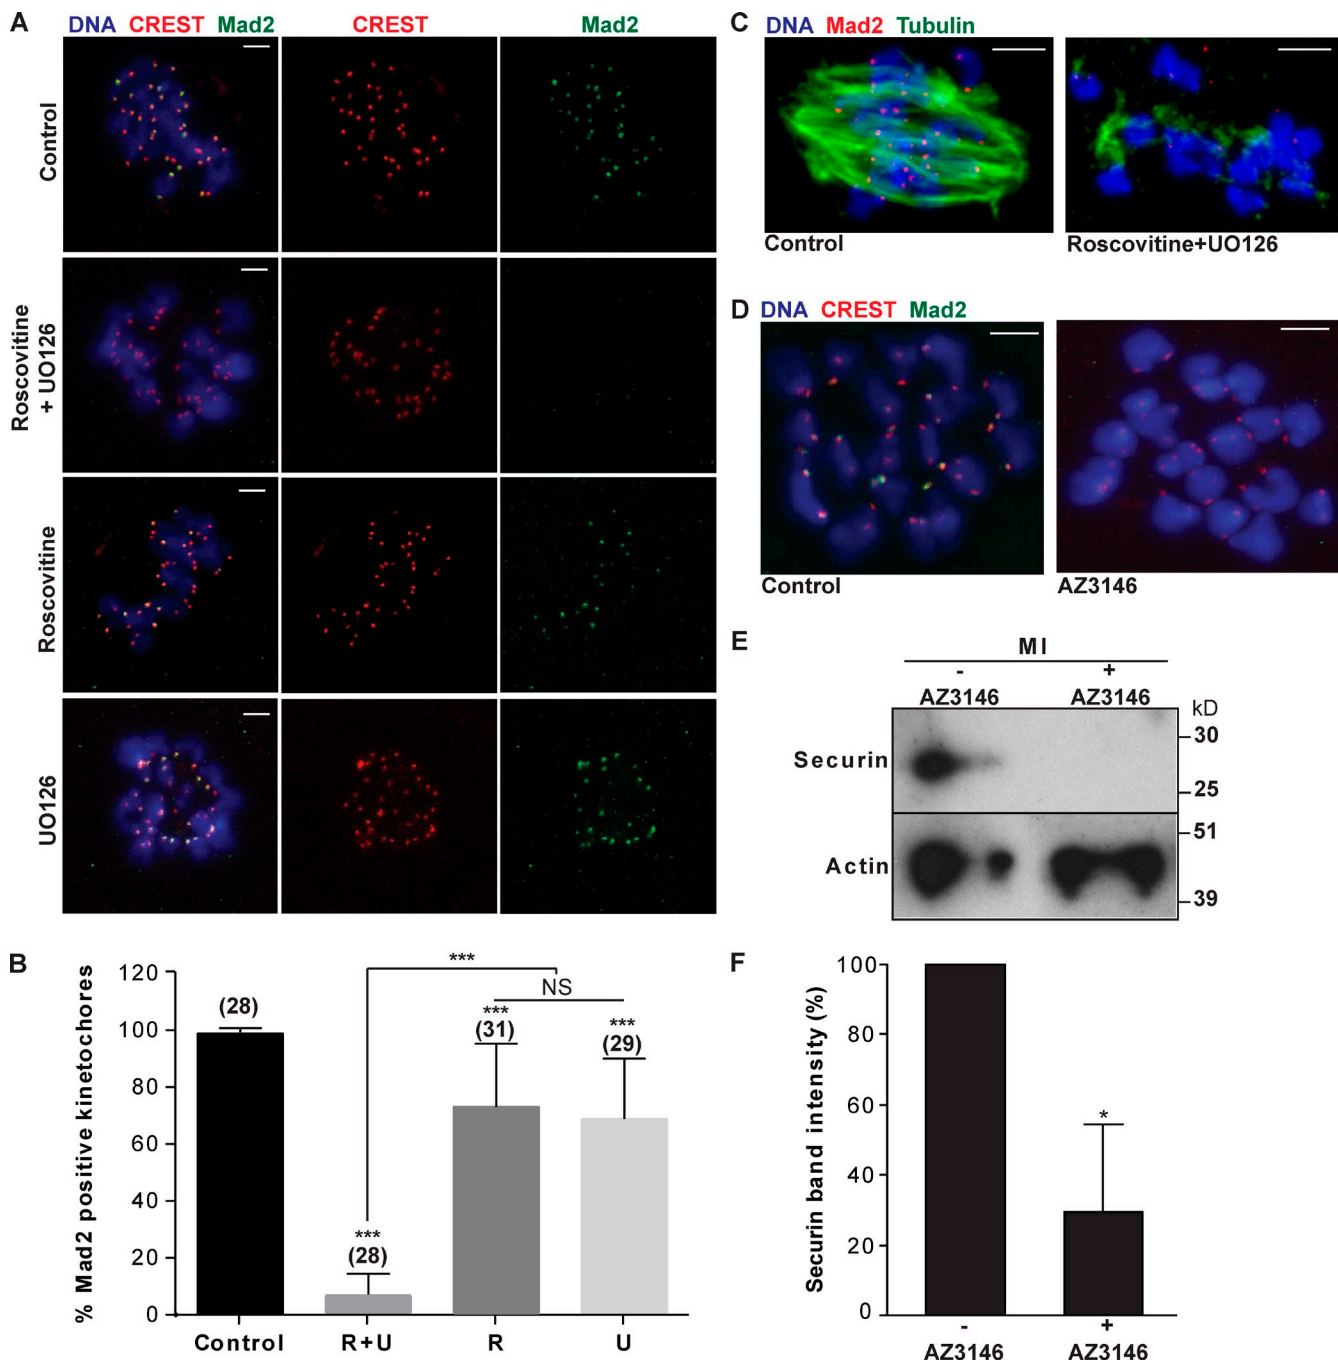 A
DNA CREST Mad2
CREST
Mad2
Control
Roscovitine
+ UO126
Roscovitine
UO126
B
% Mad2 positive kinetochores
120
100
80
60
40
20
0
(28)
***
(28)
***
***
(31)
NS
***
(29)
Control
R+U
R
U
C
DNA Mad2 Tubulin
Control
Roscovitine+UO126
D
DNA CREST Mad2
Control
AZ3146
E
MI
- +
AZ3146 AZ3146
kD
Securin
30
25
Actin
51
39
F
Securin band intensity (%)
100
80
60
40
20
0
*
- +
AZ3146 AZ3146